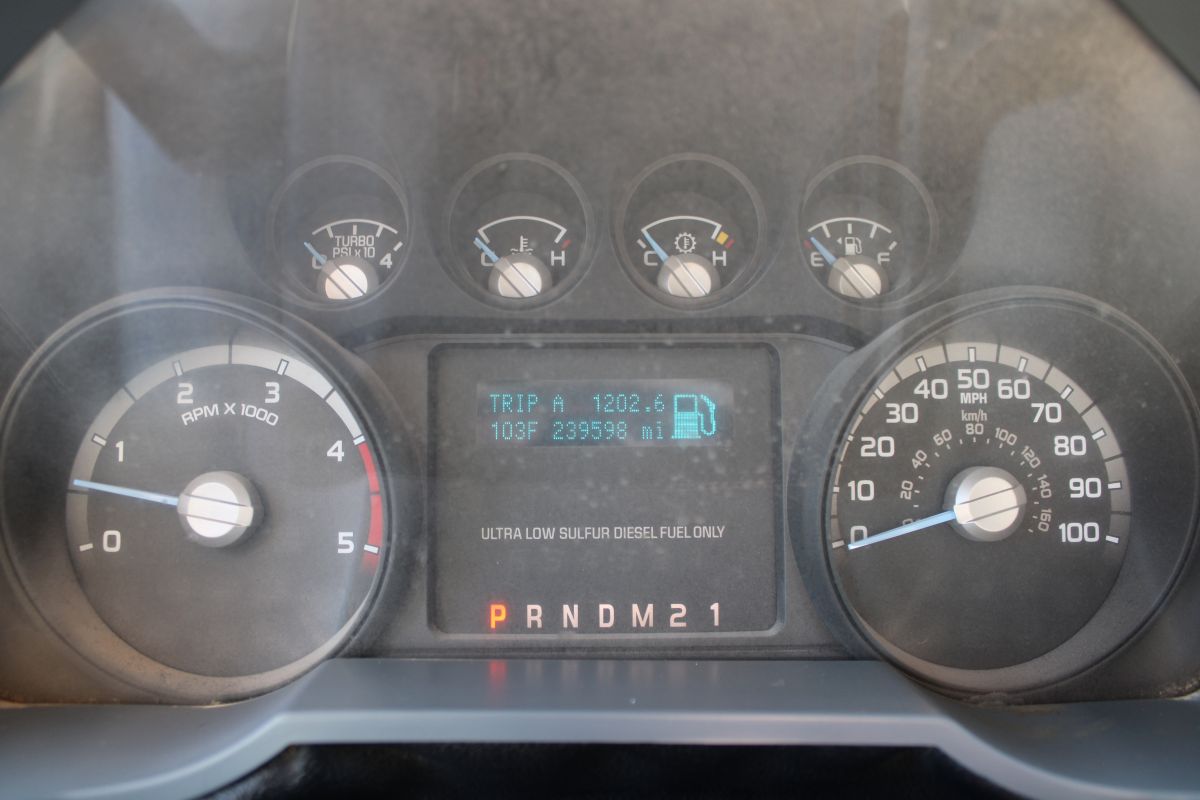 TURBO
PSI x 10
0 4
C H
C H
E F
0 1 2 3 4 5
RPM X 1000
TRIP A 1202.6
103F 239598 mi
ULTRA LOW SULFUR DIESEL FUEL ONLY
P R N D M 2 1
0 10 20 30 40 50 60 70 80 90 100
MPH
km/h
0 20 40 60 80 100 120 140 160